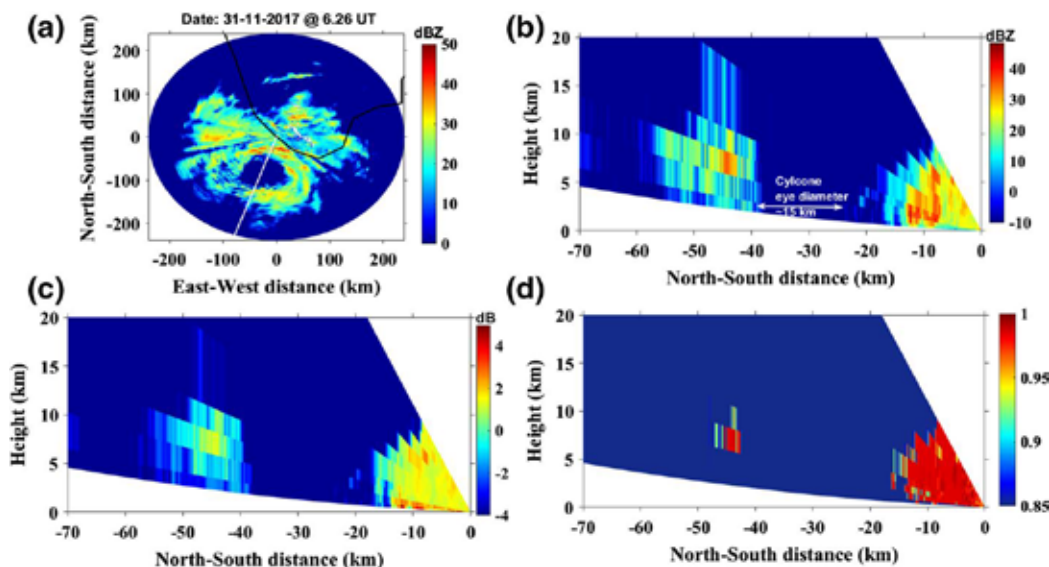 (a)
Date: 31-11-2017 @ 6.26 UT
dBZ
North-South distance (km)
200
100
0
-100
-200
-200 -100 0 100 200
East-West distance (km)
50
40
30
20
10
0
(b)
dBZ
Height (km)
20
15
10
5
0
Cylcone
eye diameter
~15 km
-70 -60 -50 -40 -30 -20 -10 0
North-South distance (km)
40
30
20
10
0
-10
(c)
dB
Height (km)
20
15
10
5
0
-70 -60 -50 -40 -30 -20 -10 0
North-South distance (km)
4
2
0
-2
-4
(d)
Height (km)
20
15
10
5
0
-70 -60 -50 -40 -30 -20 -10 0
North-South distance (km)
1
0.95
0.9
0.85